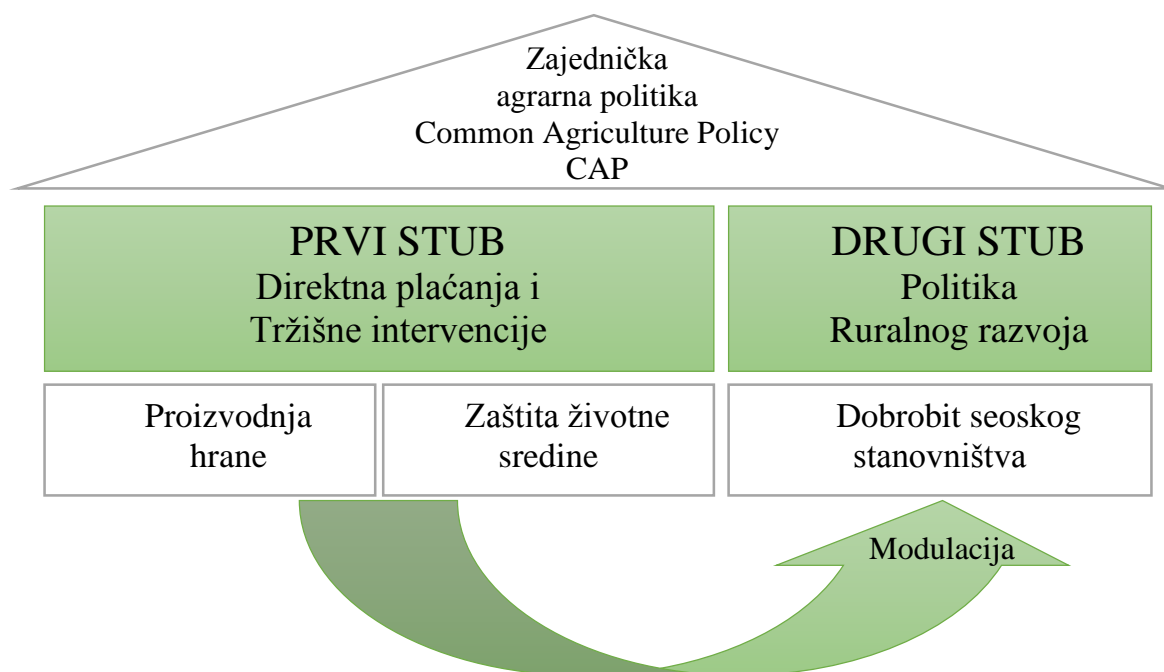 Zajednička
agrarna politika
Common Agriculture Policy
CAP
PRVI STUB
Direktna plaćanja i
Tržišne intervencije
DRUGI STUB
Politika
Ruralnog razvoja
Proizvodnja
hrane
Zaštita životne
sredine
Dobrobit seoskog
stanovništva
Modulacija